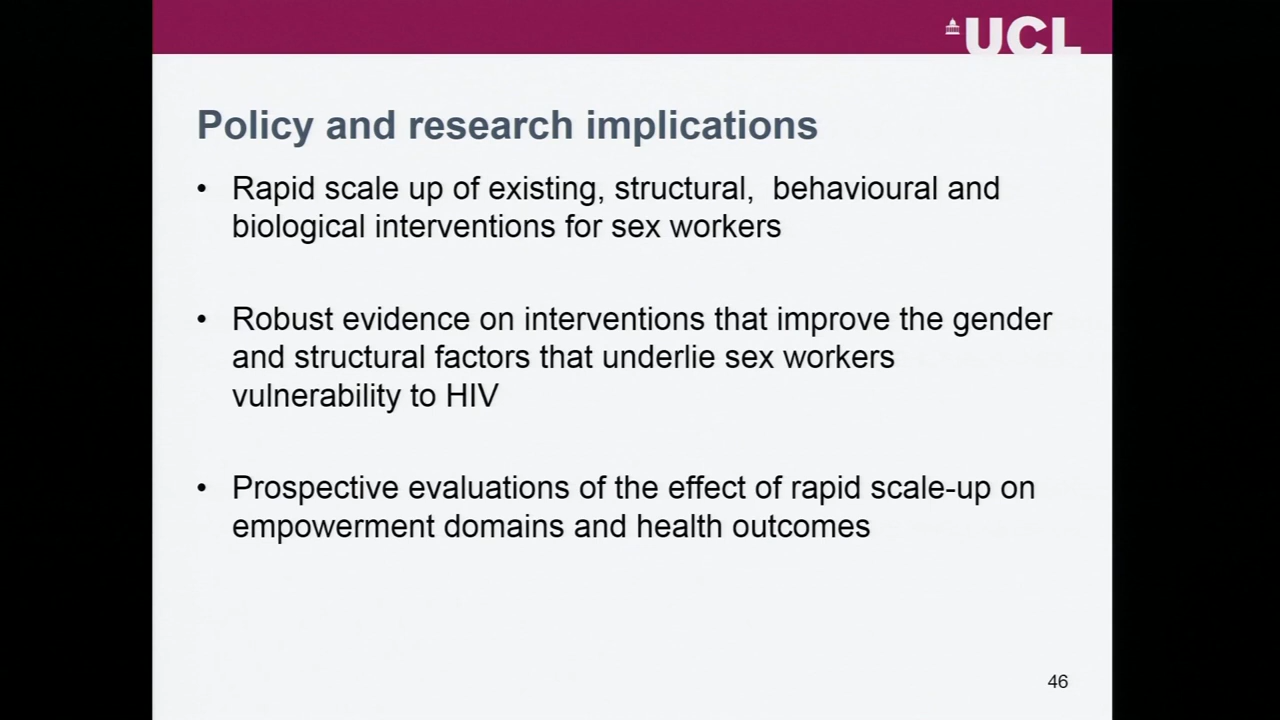 UCL
Policy and research implications
• Rapid scale up of existing, structural,  behavioural and
biological interventions for sex workers
• Robust evidence on interventions that improve the gender
and structural factors that underlie sex workers
vulnerability to HIV
• Prospective evaluations of the effect of rapid scale-up on
empowerment domains and health outcomes
46